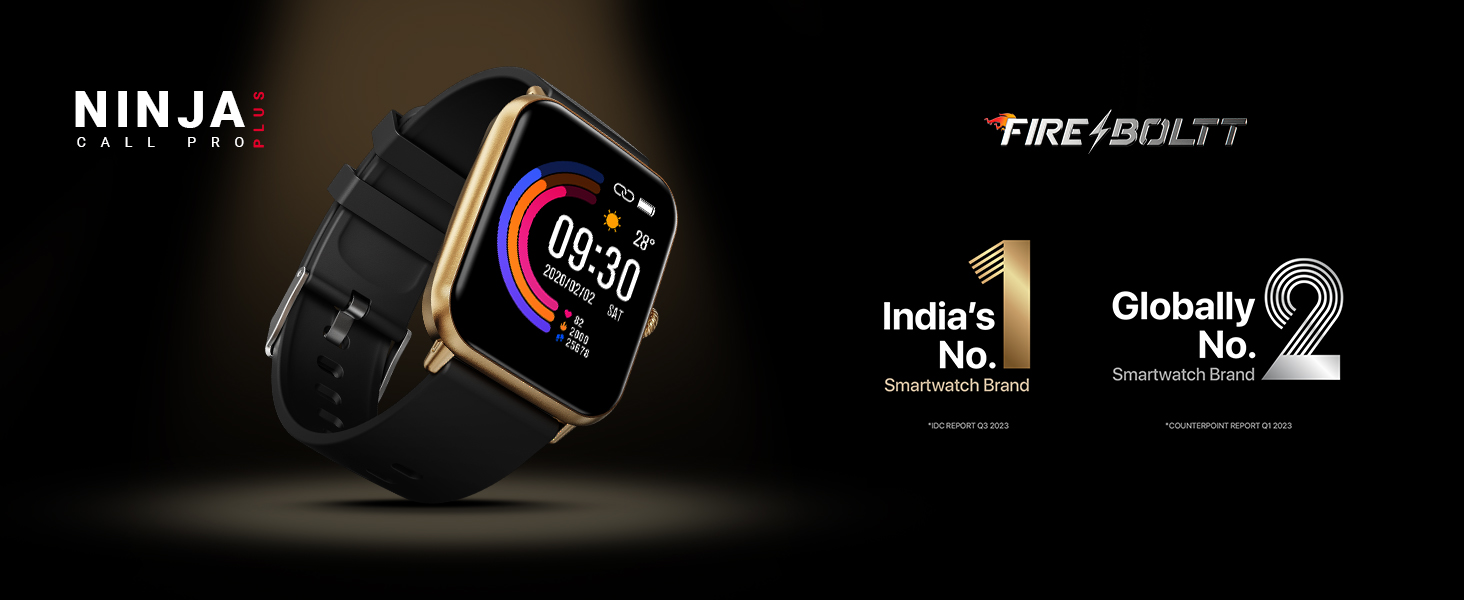 NINJA
CALL PRO
PLUS
28°
09:30
2020/02/02 SAT
82
2000
25678
FIRE BOLTT
India's
No. 1
Smartwatch Brand
*IDC REPORT Q3 2023
Globally
No. 2
Smartwatch Brand
*COUNTERPOINT REPORT Q1 2023